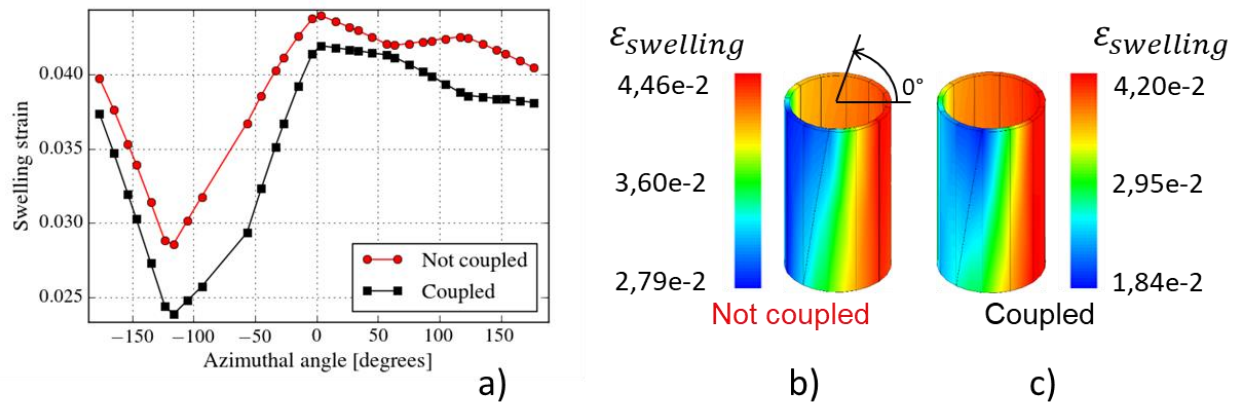 0.040
0.035
0.030
0.025
Swelling strain
−150
−100
−50
0
50
100
150
Azimuthal angle [degrees]
Not coupled
Coupled
a)
ε_swelling
4,46e-2
3,60e-2
2,79e-2
0°
Not coupled
b)
ε_swelling
4,20e-2
2,95e-2
1,84e-2
Coupled
c)